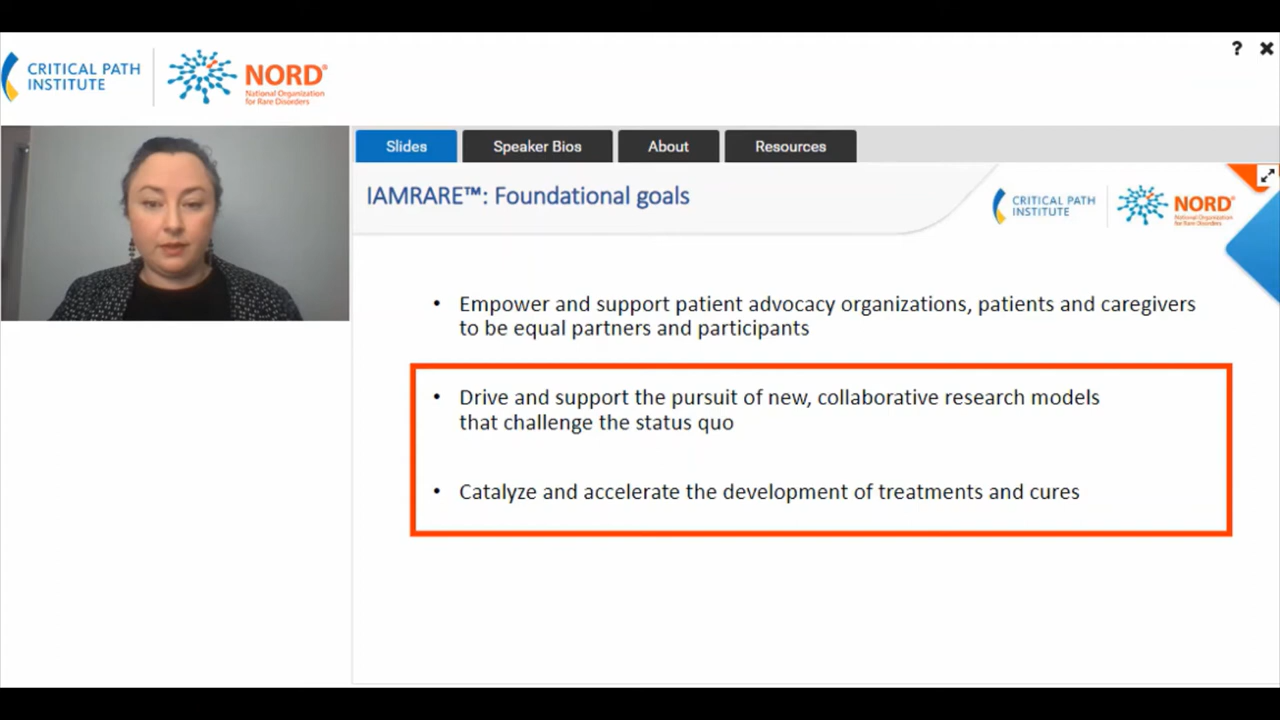 CRITICAL PATH
INSTITUTE
NORD®
National Organization
for Rare Disorders
? ✖
Slides
Speaker Bios
About
Resources
IAMRARE™: Foundational goals
CRITICAL PATH
INSTITUTE
NORD®
National Organization
for Rare Disorders
• Empower and support patient advocacy organizations, patients and caregivers
to be equal partners and participants
• Drive and support the pursuit of new, collaborative research models
that challenge the status quo
• Catalyze and accelerate the development of treatments and cures